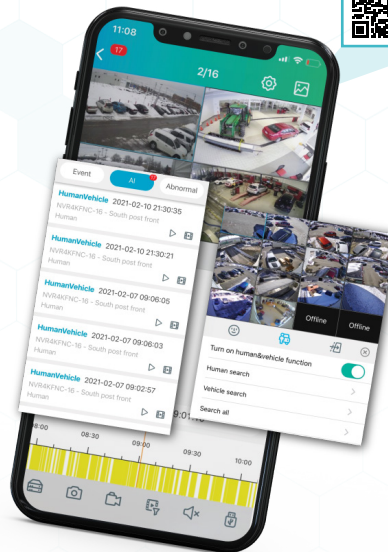 11:08
17
2/16
Event
AI
Abnormal
HumanVehicle 2021-02-10 21:30:35
NVR4KFNC-16 - South post front
Human
HumanVehicle 2021-02-10 21:30:21
NVR4KFNC-16 - South post front
Human
HumanVehicle 2021-02-07 09:06:05
NVR4KFNC-16 - South post front
Human
HumanVehicle 2021-02-07 09:06:03
NVR4KFNC-16 - South post front
Human
HumanVehicle 2021-02-07 09:02:57
NVR4KFNC-16 - South post front
Human
Offline
Offline
Turn on human&vehicle function
Human search
Vehicle search
Search all
08:30
09:00
09:30
10:00